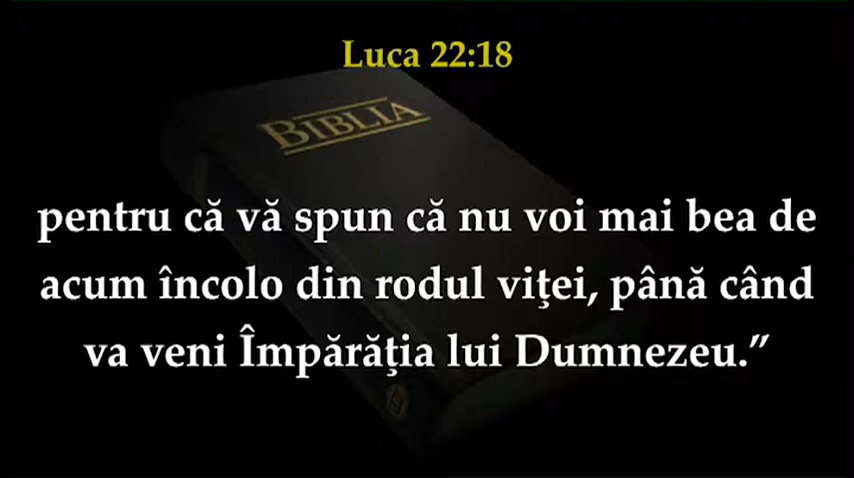 Luca 22:18
BIBLIA
pentru că vă spun că nu voi mai bea de
acum încolo din rodul viţei, până când
va veni Împărăţia lui Dumnezeu.”